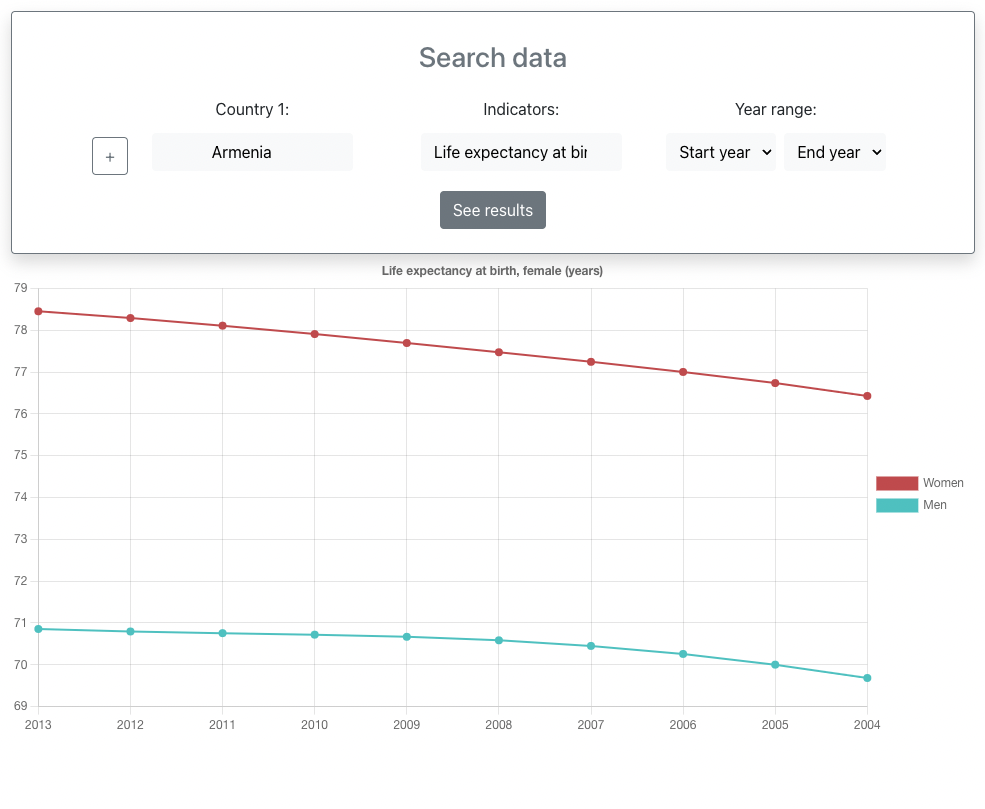 Search data
Country 1:
Indicators:
Year range:
+
Armenia
Life expectancy at bir
Start year
End year
See results
Life expectancy at birth, female (years)
79
78
77
76
75
74
73
72
71
70
69
Women
Men
2013 2012 2011 2010 2009 2008 2007 2006 2005 2004